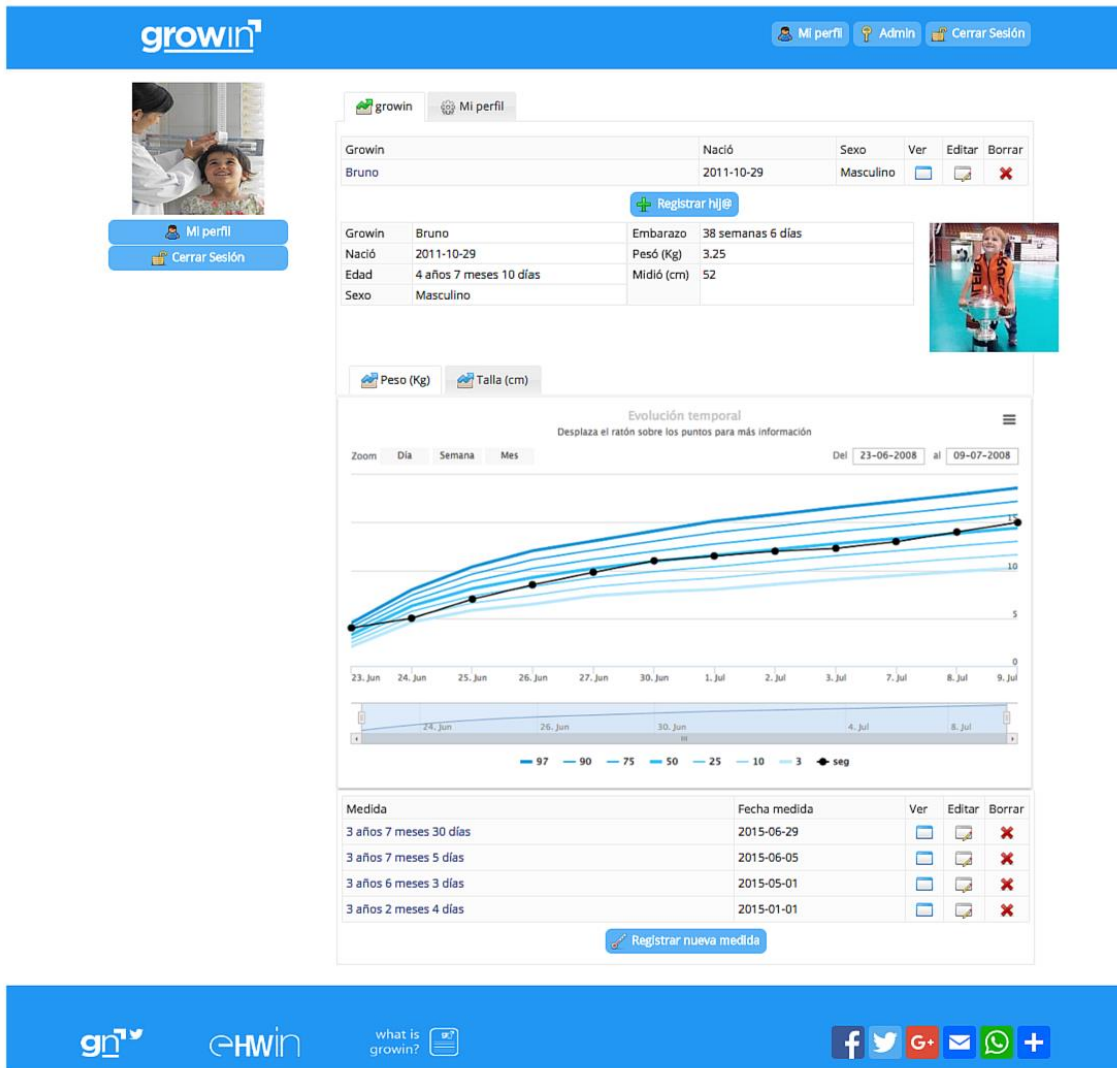 growin
Mi perfil Admin Cerrar Sesión
growin Mi perfil
Growin Nació Sexo Ver Editar Borrar
Bruno 2011-10-29 Masculino
Registrar hij@
Mi perfil
Cerrar Sesión
Growin Bruno Embarazo 38 semanas 6 días
Nació 2011-10-29 Pesó (Kg) 3.25
Edad 4 años 7 meses 10 días Midió (cm) 52
Sexo Masculino
Peso (Kg) Talla (cm)
Evolución temporal
Desplaza el ratón sobre los puntos para más información
Zoom Día Semana Mes Del 23-06-2008 al 09-07-2008
15
10
5
0
23. Jun 24. Jun 25. Jun 26. Jun 27. Jun 30. Jun 1. Jul 2. Jul 3. Jul 7. Jul 8. Jul 9. Jul
24. Jun 26. Jun 30. Jun 4. Jul 8. Jul
97 90 75 50 25 10 3 seg
Medida Fecha medida Ver Editar Borrar
3 años 7 meses 30 días 2015-06-29
3 años 7 meses 5 días 2015-06-05
3 años 6 meses 3 días 2015-05-01
3 años 2 meses 4 días 2015-01-01
Registrar nueva medida
gn eHWin what is
growin?